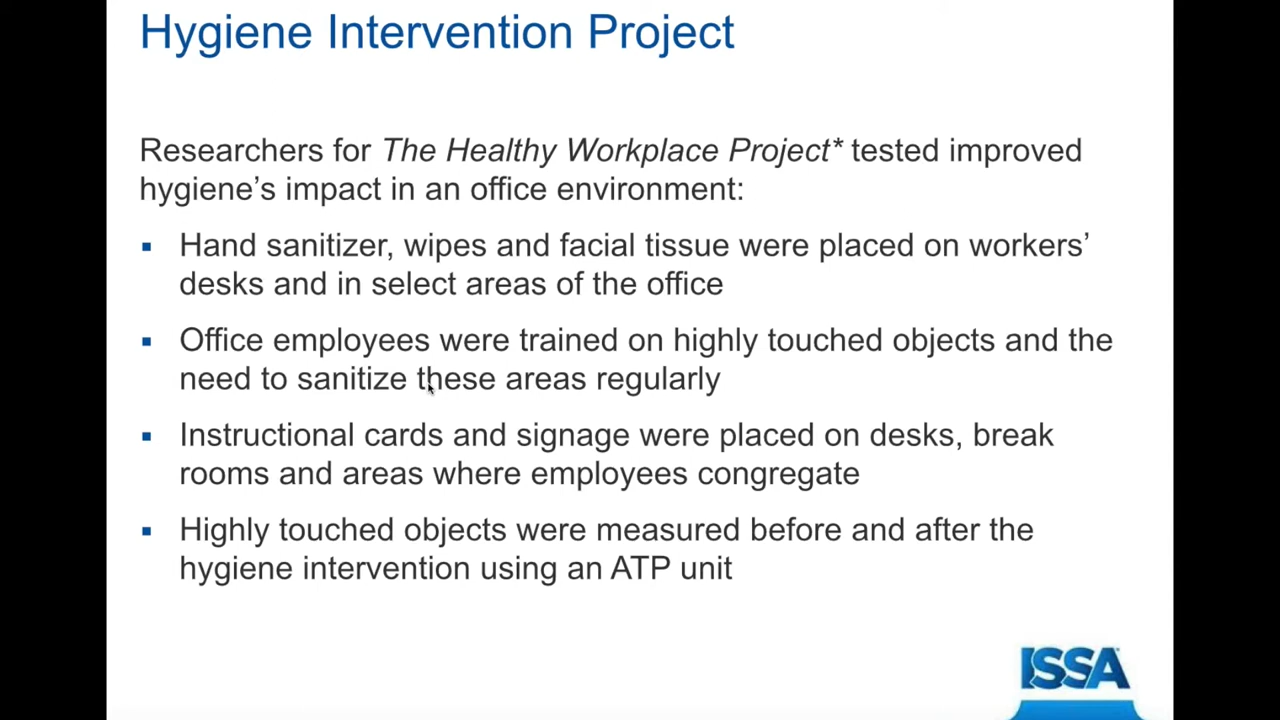 Hygiene Intervention Project
Researchers for The Healthy Workplace Project* tested improved
hygiene’s impact in an office environment:
▪ Hand sanitizer, wipes and facial tissue were placed on workers’
desks and in select areas of the office
▪ Office employees were trained on highly touched objects and the
need to sanitize these areas regularly
▪ Instructional cards and signage were placed on desks, break
rooms and areas where employees congregate
▪ Highly touched objects were measured before and after the
hygiene intervention using an ATP unit
ISSA